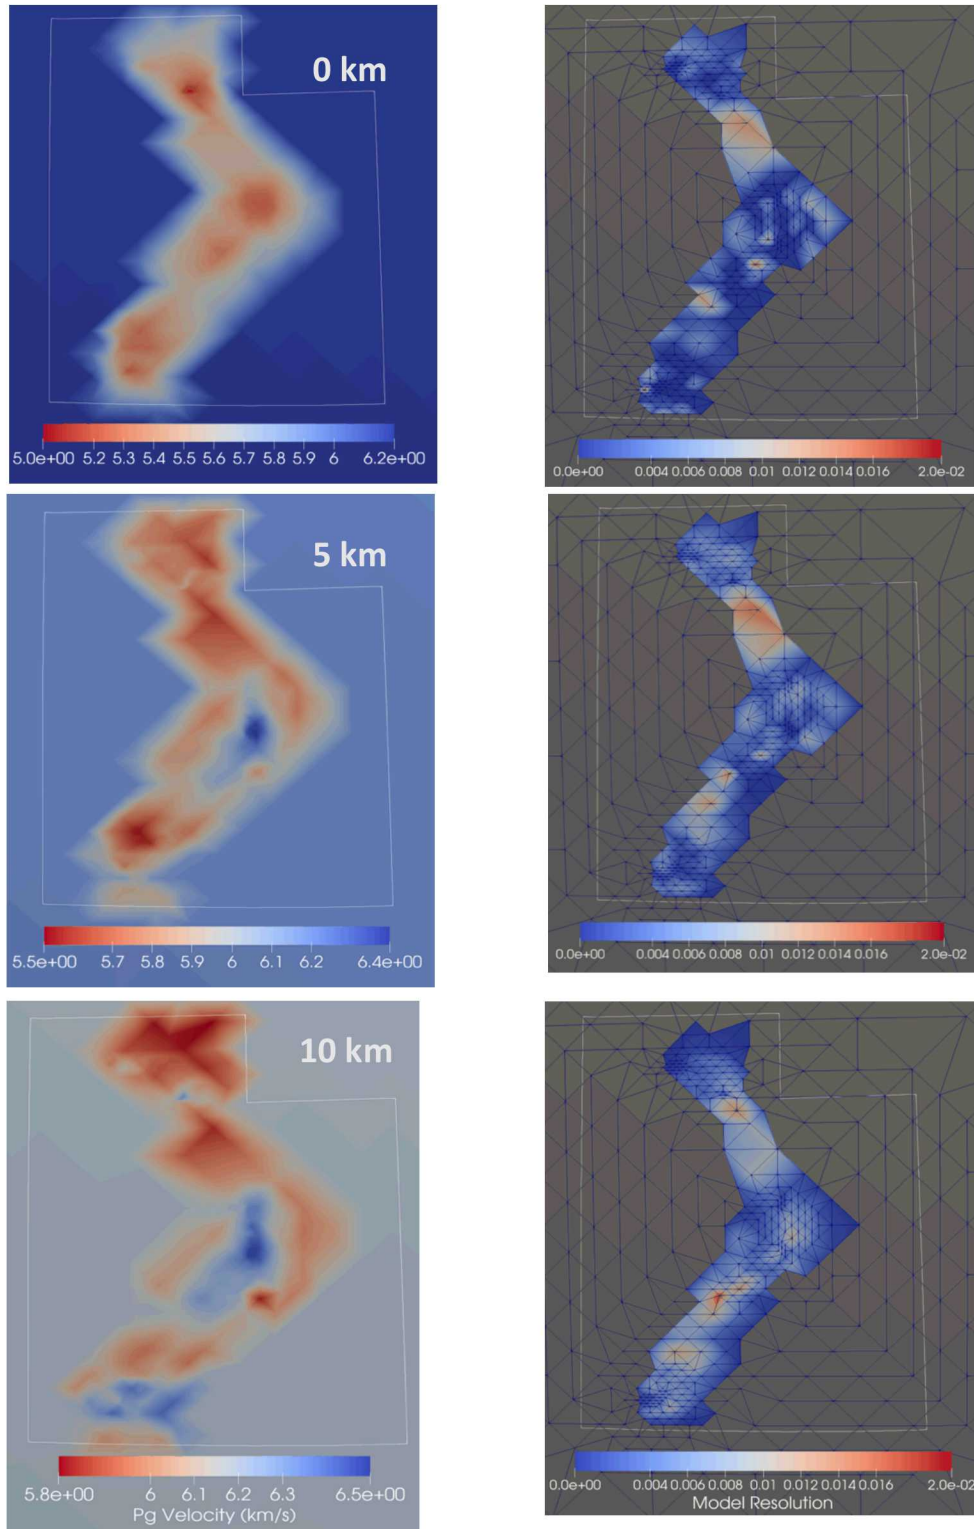 0 km
5.0e+00 5.2 5.3 5.4 5.5 5.6 5.7 5.8 5.9 6 6.2e+00
0.0e+00 0.004 0.006 0.008 0.01 0.012 0.014 0.016 2.0e-02
5 km
5.5e+00 5.7 5.8 5.9 6 6.1 6.2 6.4e+00
0.0e+00 0.004 0.006 0.008 0.01 0.012 0.014 0.016 2.0e-02
10 km
5.8e+00 6 6.1 6.2 6.3 6.5e+00
Pg Velocity (km/s)
0.0e+00 0.004 0.006 0.008 0.01 0.012 0.014 0.016 2.0e-02
Model Resolution